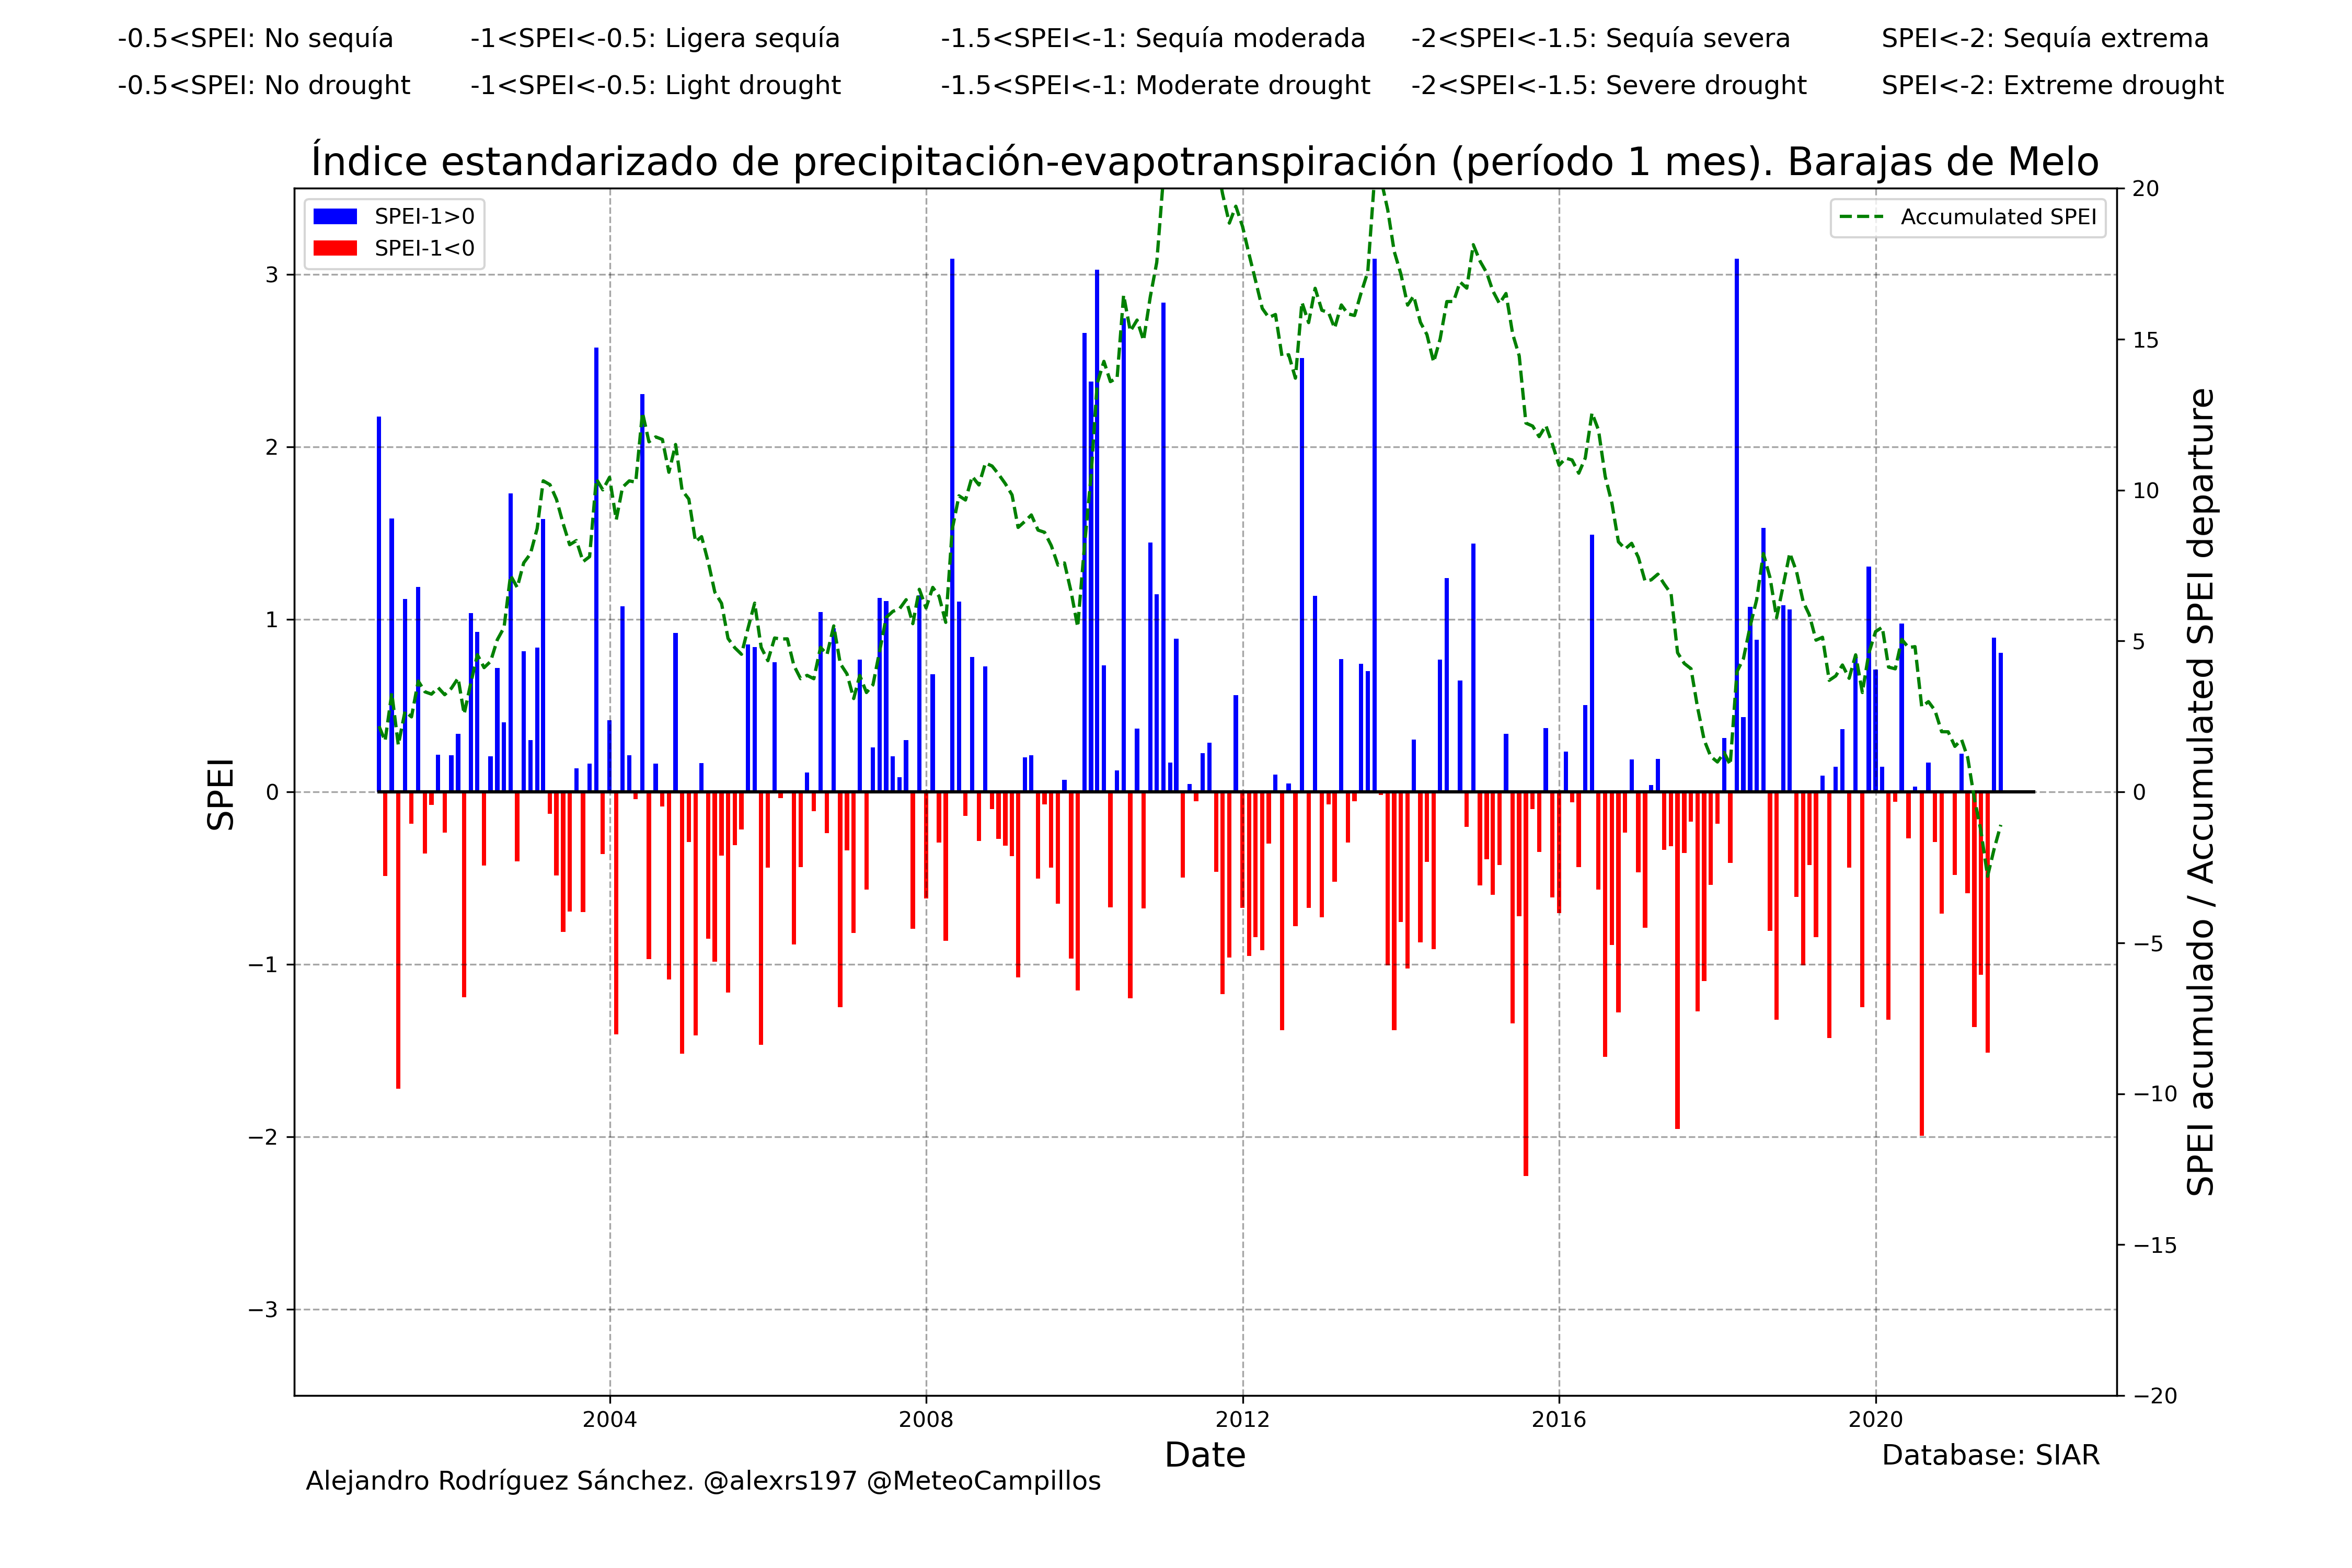 -0.5<SPEI: No sequía -1<SPEI<-0.5: Ligera sequía -1.5<SPEI<-1: Sequía moderada -2<SPEI<-1.5: Sequía severa SPEI<-2: Sequía extrema
-0.5<SPEI: No drought -1<SPEI<-0.5: Light drought -1.5<SPEI<-1: Moderate drought -2<SPEI<-1.5: Severe drought SPEI<-2: Extreme drought
Índice estandarizado de precipitación-evapotranspiración (período 1 mes). Barajas de Melo
SPEI-1>0
SPEI-1<0
Accumulated SPEI
SPEI
3
2
1
0
−1
−2
−3
20
15
10
5
0
−5
−10
−15
−20
SPEI acumulado / Accumulated SPEI departure
2004 2008 2012 2016 2020
Date
Database: SIAR
Alejandro Rodríguez Sánchez. @alexrs197 @MeteoCampillos